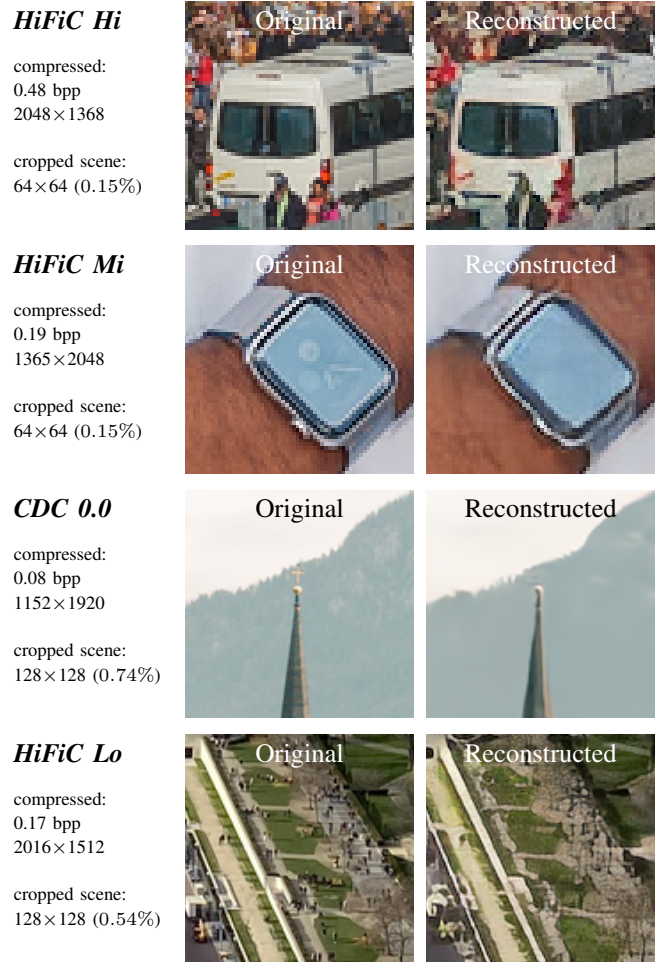 HiFiC Hi
compressed:
0.48 bpp
2048×1368
cropped scene:
64×64 (0.15%)
Original
Reconstructed
HiFiC Mi
compressed:
0.19 bpp
1365×2048
cropped scene:
64×64 (0.15%)
Original
Reconstructed
CDC 0.0
compressed:
0.08 bpp
1152×1920
cropped scene:
128×128 (0.74%)
Original
Reconstructed
HiFiC Lo
compressed:
0.17 bpp
2016×1512
cropped scene:
128×128 (0.54%)
Original
Reconstructed